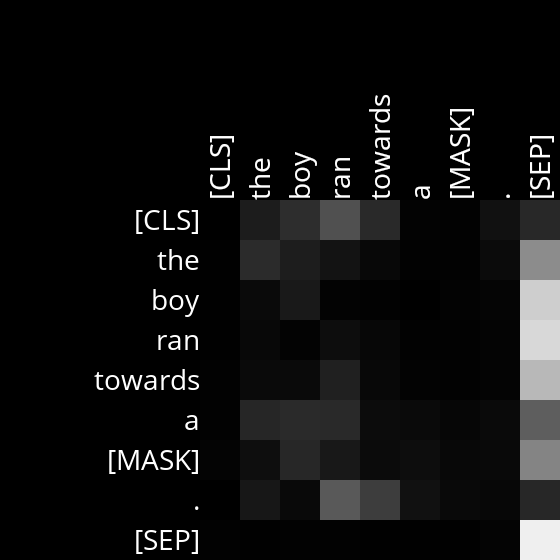 [CLS] the boy ran towards a [MASK] . [SEP]
[CLS]
the
boy
ran
towards
a
[MASK]
.
[SEP]